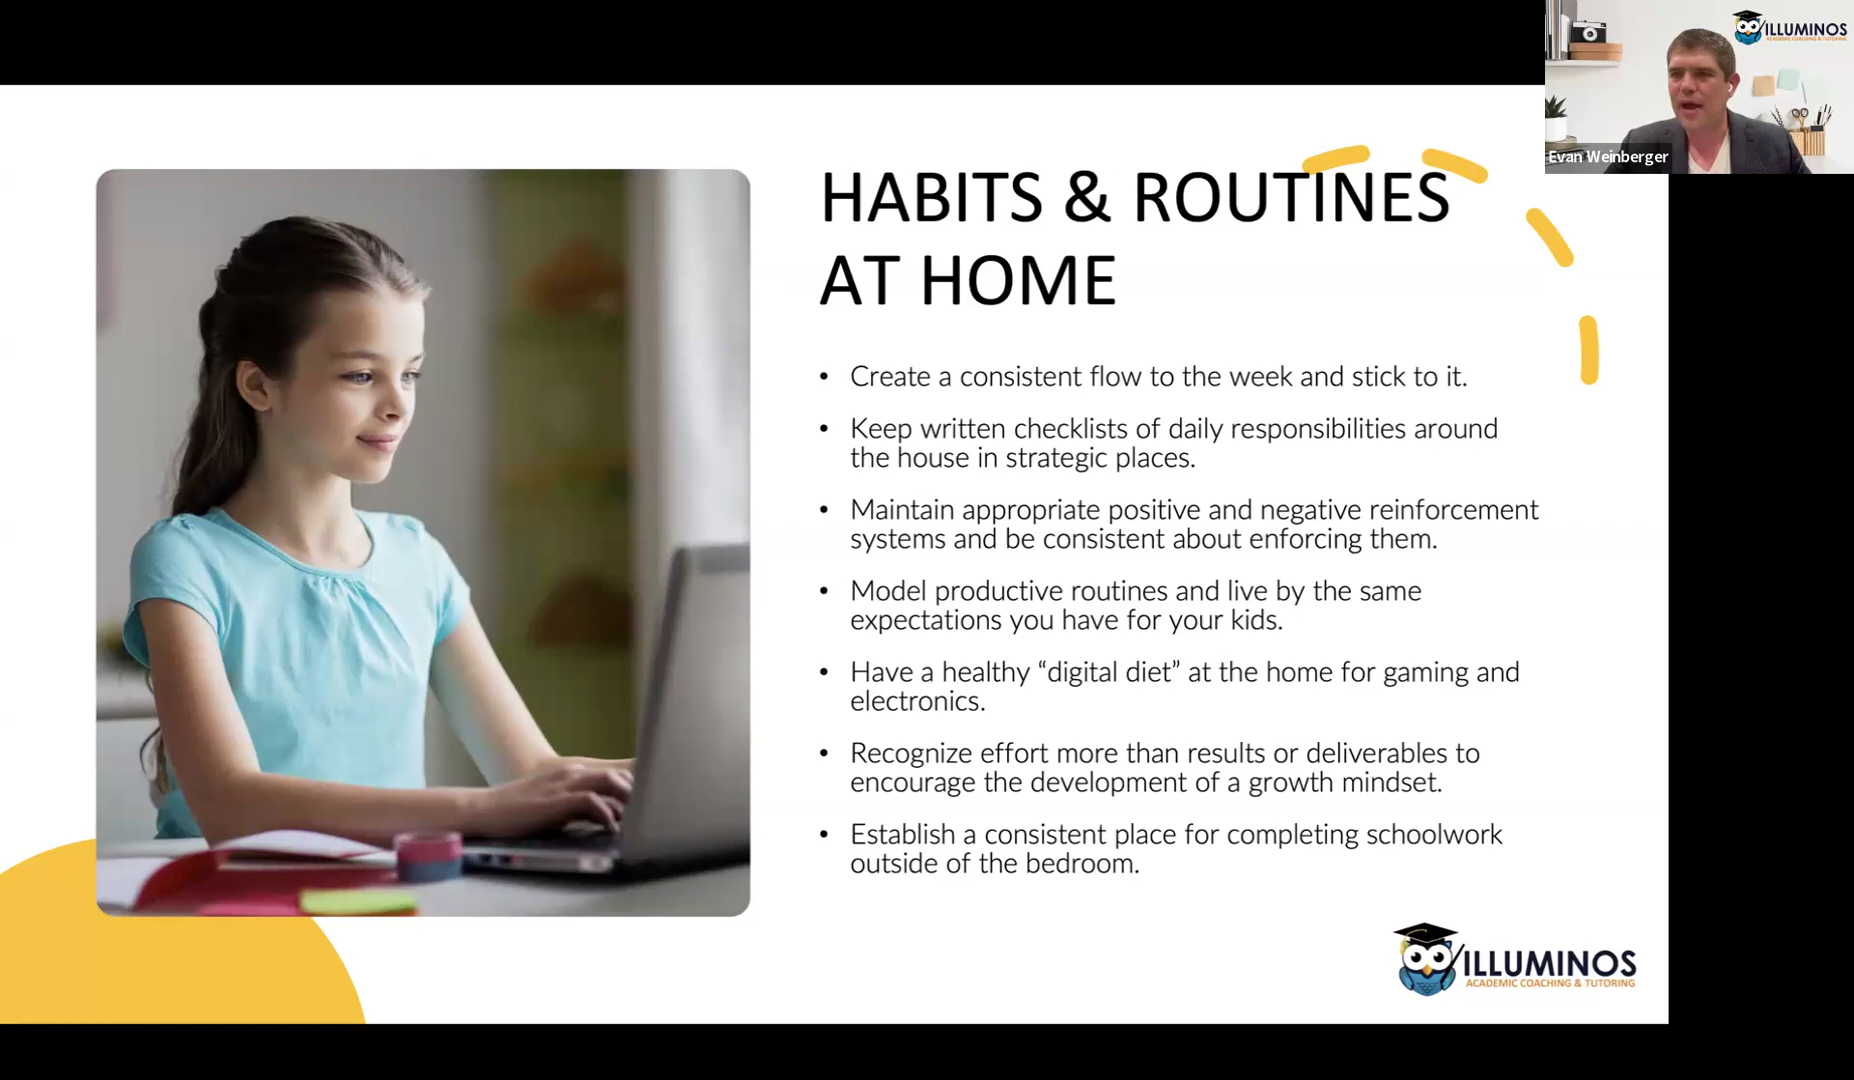 ILLUMINOS
ACADEMIC COACHING & TUTORING
Evan Weinberger
HABITS & ROUTINES
AT HOME
• Create a consistent flow to the week and stick to it.
• Keep written checklists of daily responsibilities around
the house in strategic places.
• Maintain appropriate positive and negative reinforcement
systems and be consistent about enforcing them.
• Model productive routines and live by the same
expectations you have for your kids.
• Have a healthy “digital diet” at the home for gaming and
electronics.
• Recognize effort more than results or deliverables to
encourage the development of a growth mindset.
• Establish a consistent place for completing schoolwork
outside of the bedroom.
ILLUMINOS
ACADEMIC COACHING & TUTORING